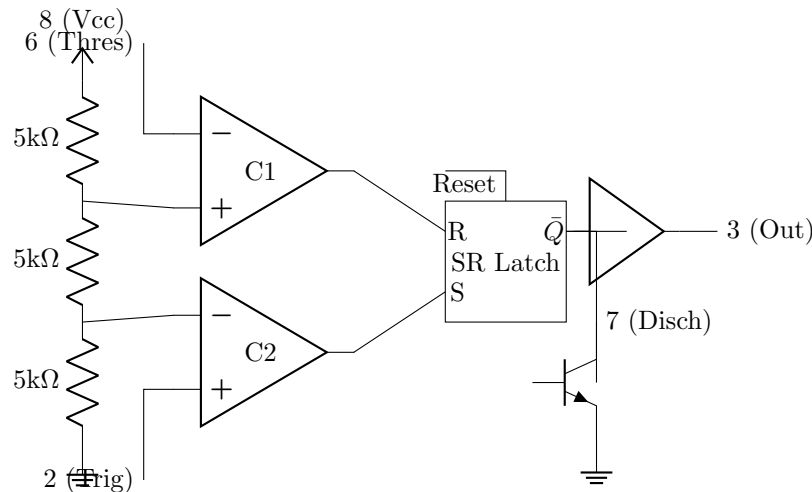 8 (Vcc)
6 (Thres)
5kΩ
−
C1
+
Reset
R
Q̄
3 (Out)
5kΩ
SR Latch
S
−
7 (Disch)
C2
5kΩ
+
2 (Trig)